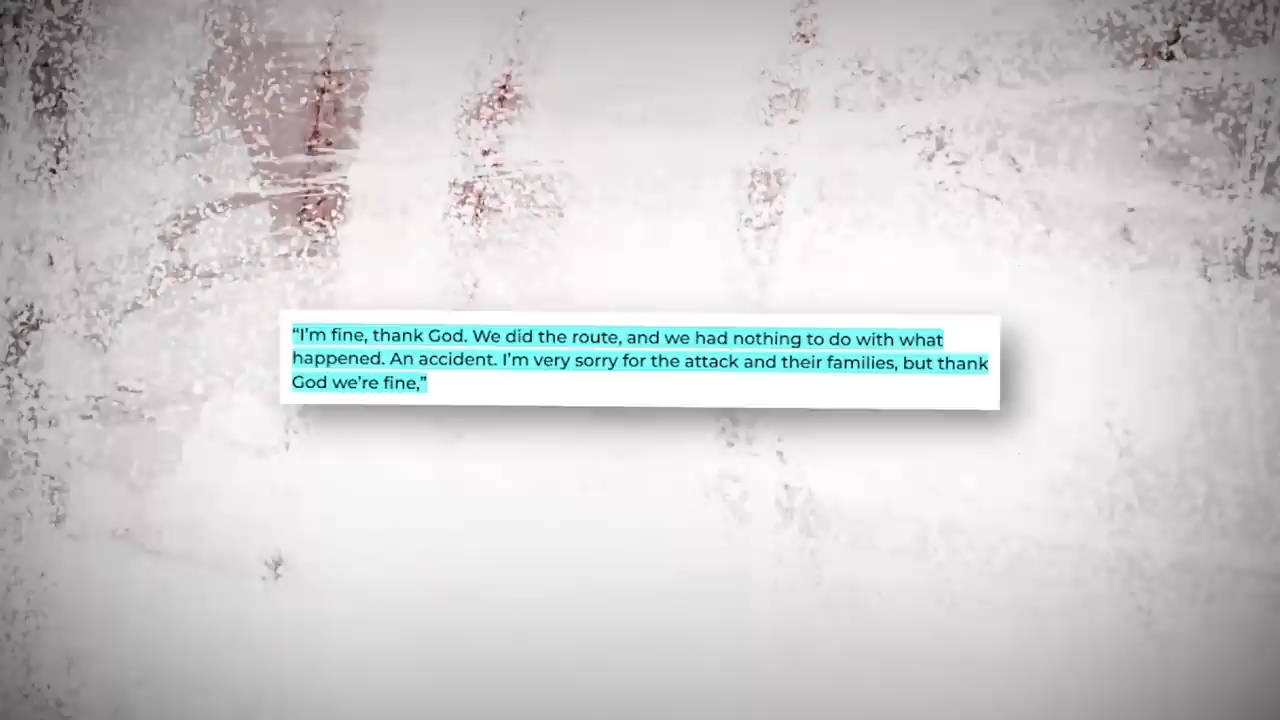 “I’m fine, thank God. We did the route, and we had nothing to do with what
happened. An accident. I’m very sorry for the attack and their families, but thank
God we’re fine,”